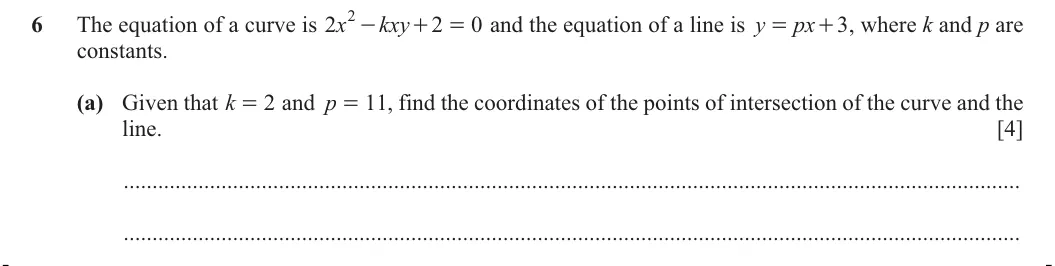 6 The equation of a curve is 2x² − kxy + 2 = 0 and the equation of a line is y = px + 3, where k and p are
constants.
(a) Given that k = 2 and p = 11, find the coordinates of the points of intersection of the curve and the
line. [4]